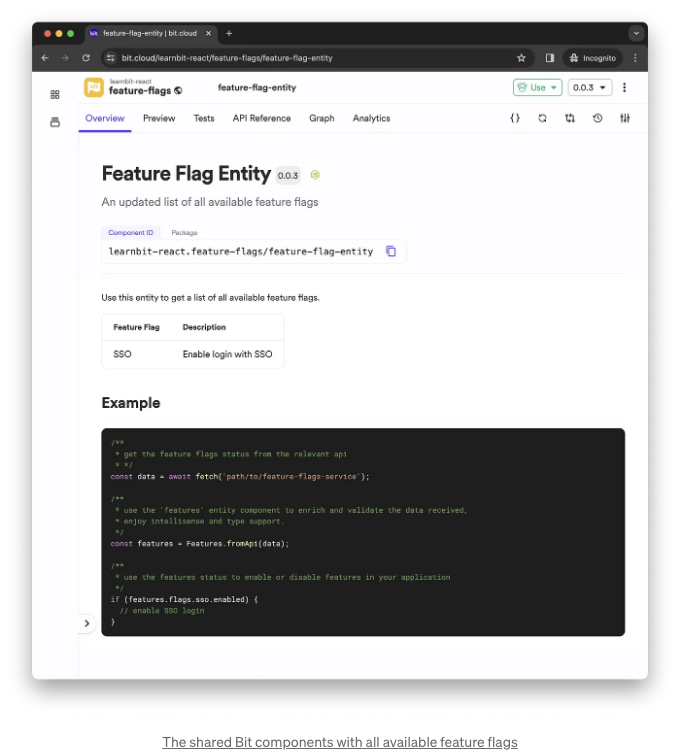 feature-flag-entity | bit.cloud
bit.cloud/learnbit-react/feature-flags/feature-flag-entity
Incognito
learnbit-react
feature-flags
feature-flag-entity
Use
0.0.3
Overview Preview Tests API Reference Graph Analytics
Feature Flag Entity 0.0.3
An updated list of all available feature flags
Component ID Package
learnbit-react.feature-flags/feature-flag-entity
Use this entity to get a list of all available feature flags.
Feature Flag Description
SSO Enable login with SSO
Example
/**
* get the feature flags status from the relevant api
* */
const data = await fetch(`path/to/feature-flags-service`);
/**
* use the `features` entity component to enrich and validate the data received,
* enjoy intellisense and type support.
*/
const features = Features.fromApi(data);
/**
* use the features status to enable or disable features in your application
*/
if (features.flags.sso.enabled) {
// enable SSO login
}
The shared Bit components with all available feature flags